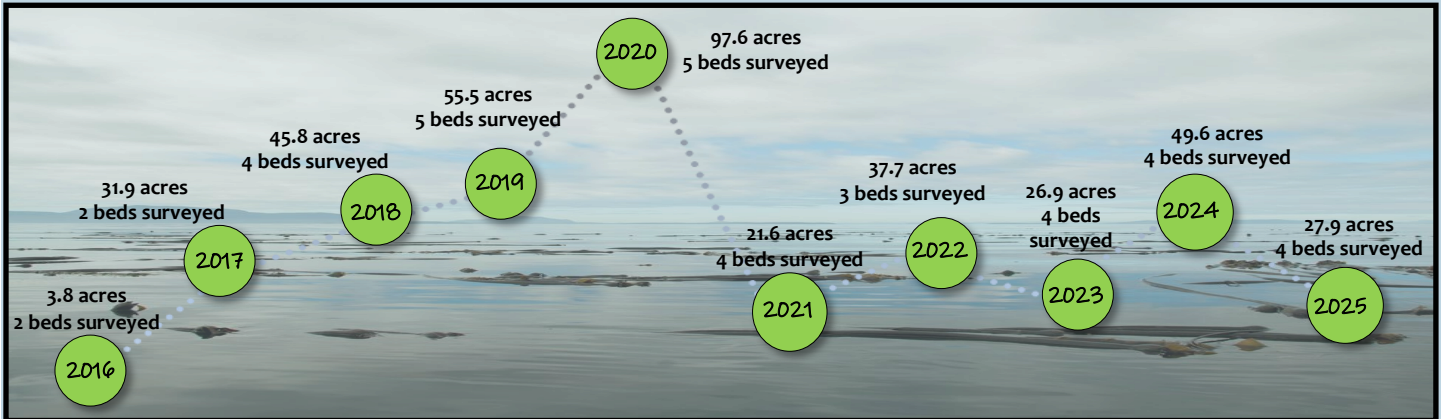 2020
97.6 acres
5 beds surveyed
55.5 acres
5 beds surveyed
2019
45.8 acres
4 beds surveyed
2018
31.9 acres
2 beds surveyed
2017
3.8 acres
2 beds surveyed
2016
21.6 acres
4 beds surveyed
2021
37.7 acres
3 beds surveyed
2022
26.9 acres
4 beds
surveyed
2023
49.6 acres
4 beds surveyed
2024
27.9 acres
4 beds surveyed
2025